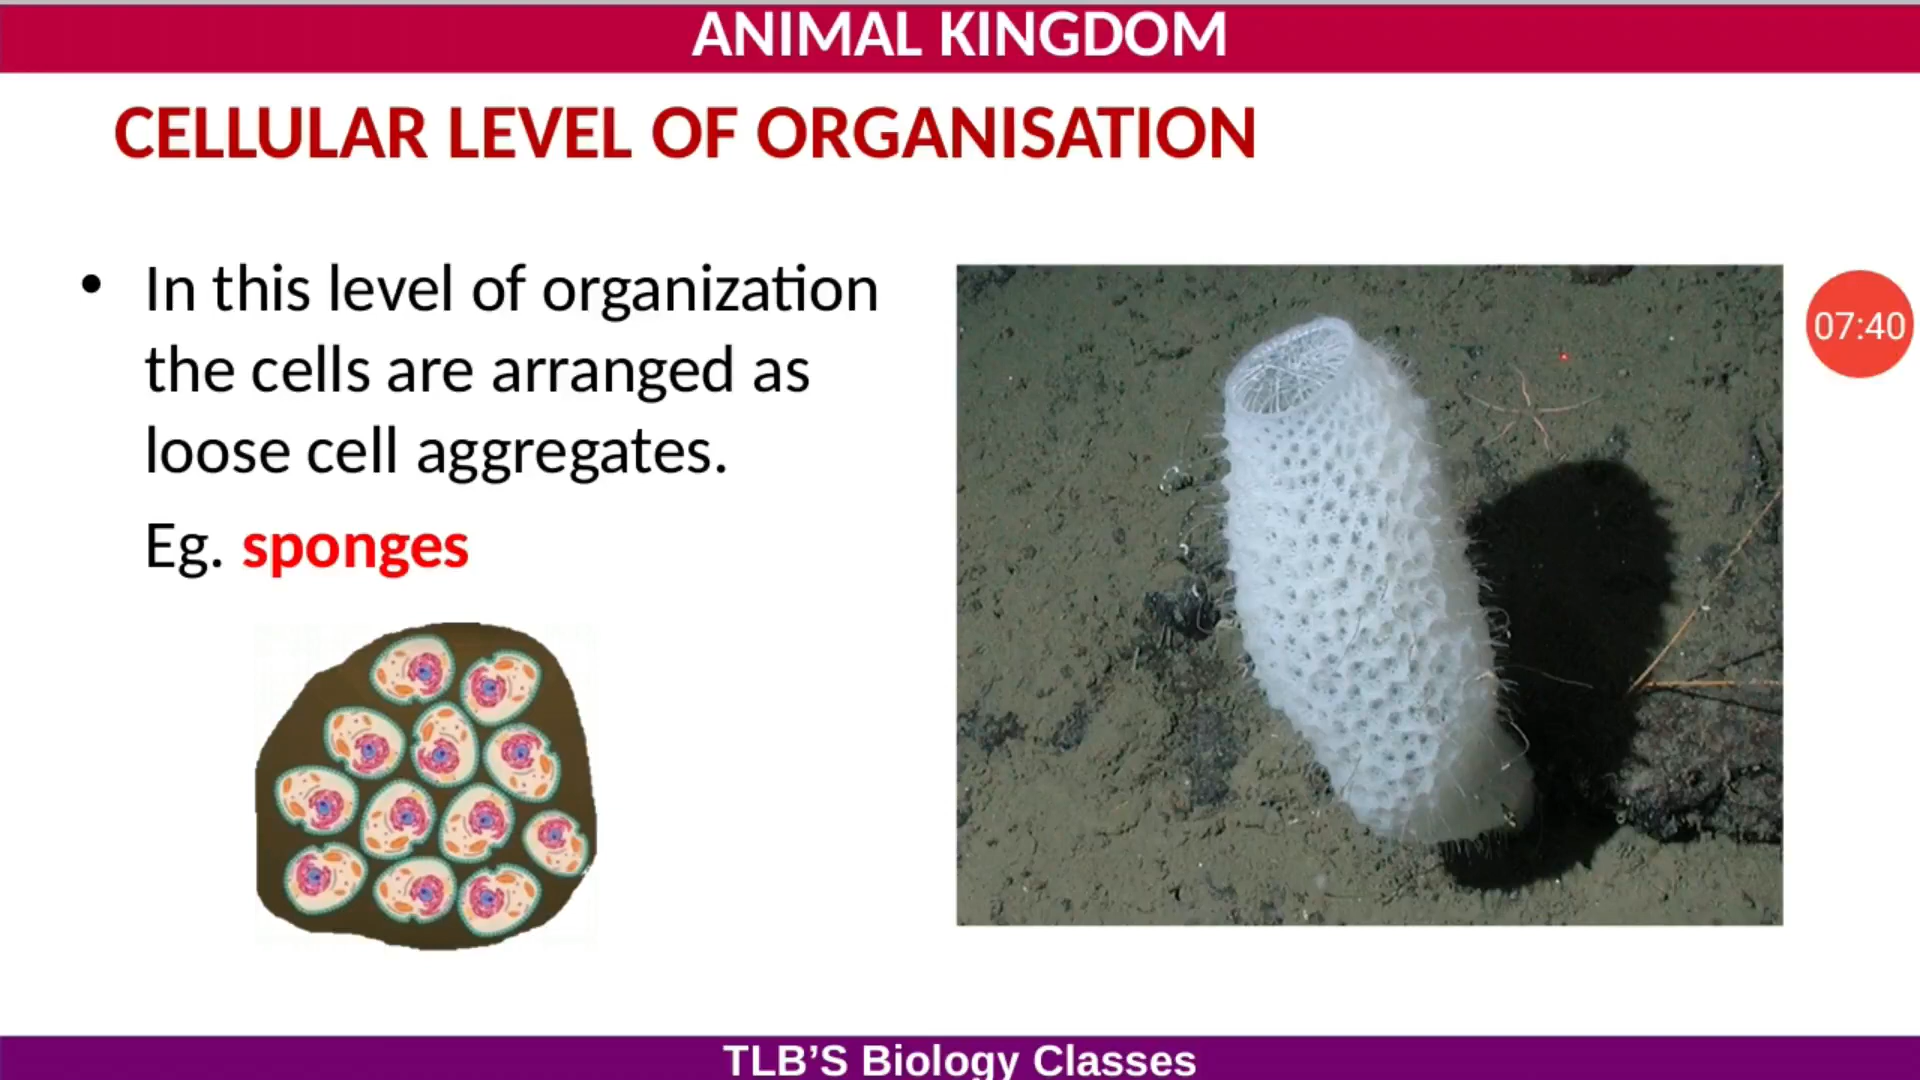 ANIMAL KINGDOM
CELLULAR LEVEL OF ORGANISATION
• In this level of organization
the cells are arranged as
loose cell aggregates.
Eg. sponges
07:40
TLB’S Biology Classes